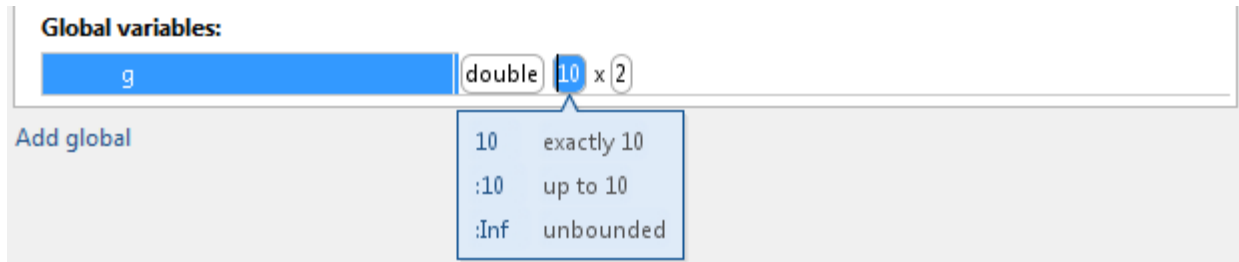 Global variables:
g double 10 x 2
Add global
10 exactly 10
:10 up to 10
:Inf unbounded